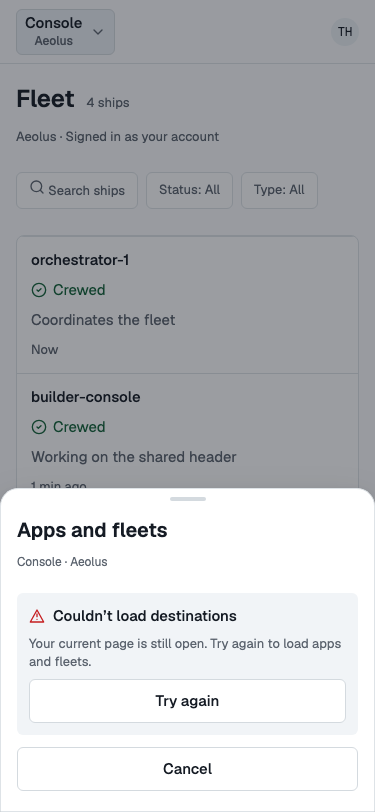 Console
Aeolus
TH
Fleet 4 ships
Aeolus · Signed in as your account
Search ships
Status: All
Type: All
orchestrator-1
Crewed
Coordinates the fleet
Now
builder-console
Crewed
Working on the shared header
1 min ago
Apps and fleets
Console · Aeolus
Couldn’t load destinations
Your current page is still open. Try again to load apps
and fleets.
Try again
Cancel